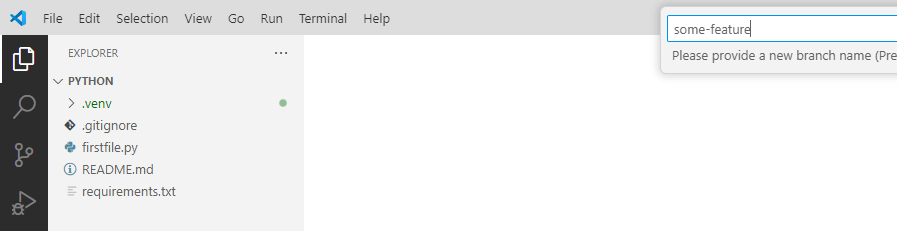 File Edit Selection View Go Run Terminal Help
some-feature
Please provide a new branch name (Pre
EXPLORER
PYTHON
.venv
.gitignore
firstfile.py
README.md
requirements.txt